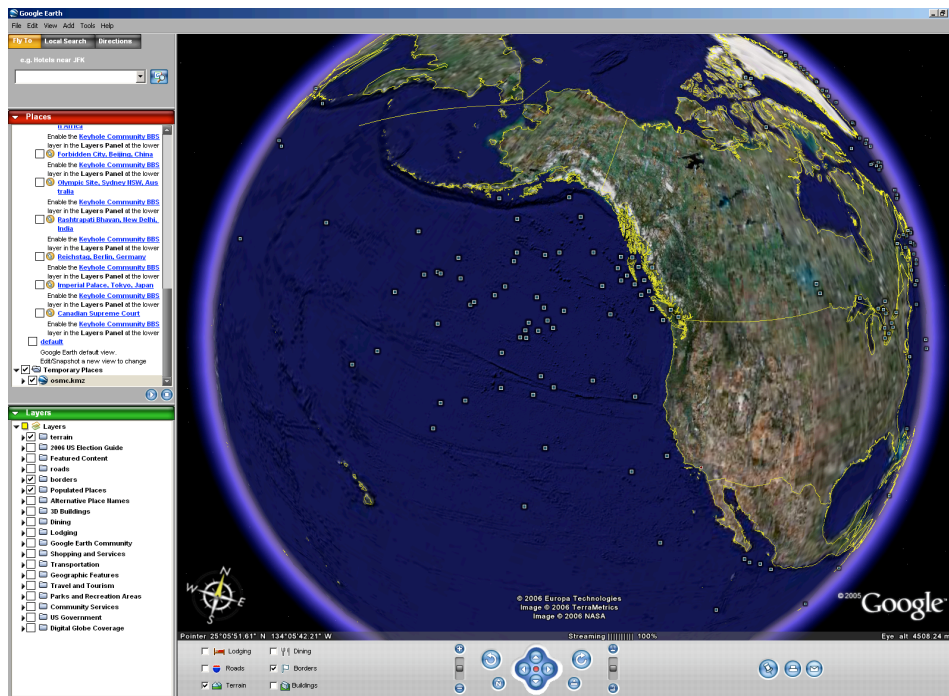 Google Earth
File Edit View Add Tools Help
Fly To Local Search Directions
e.g. Hotels near JFK
Places
n Africa
Enable the Keyhole Community BBS
layer in the Layers Panel at the lower
Forbidden City, Beijing, China
Enable the Keyhole Community BBS
layer in the Layers Panel at the lower
Olympic Site, Sydney NSW, Aus
tralia
Enable the Keyhole Community BBS
layer in the Layers Panel at the lower
Rashtrapati Bhavan, New Delhi,
India
Enable the Keyhole Community BBS
layer in the Layers Panel at the lower
Reichstag, Berlin, Germany
Enable the Keyhole Community BBS
layer in the Layers Panel at the lower
Imperial Palace, Tokyo, Japan
Enable the Keyhole Community BBS
layer in the Layers Panel at the lower
Canadian Supreme Court
Enable the Keyhole Community BBS
layer in the Layers Panel at the lower
default
Google Earth default view.
Edit/Snapshot a new view to change
Temporary Places
osmc.kmz
Layers
Layers
terrain
2006 US Election Guide
Featured Content
roads
borders
Populated Places
Alternative Place Names
3D Buildings
Dining
Lodging
Google Earth Community
Shopping and Services
Transportation
Geographic Features
Travel and Tourism
Parks and Recreation Areas
Community Services
US Government
Digital Globe Coverage
N
W E
S
© 2006 Europa Technologies
Image © 2006 TerraMetrics
Image © 2006 NASA
©2005 Google
Pointer 25°05'51.61" N 134°05'42.21" W Streaming |||||||||| 100% Eye alt 4508.24 m
Lodging Dining
Roads Borders
Terrain Buildings
N